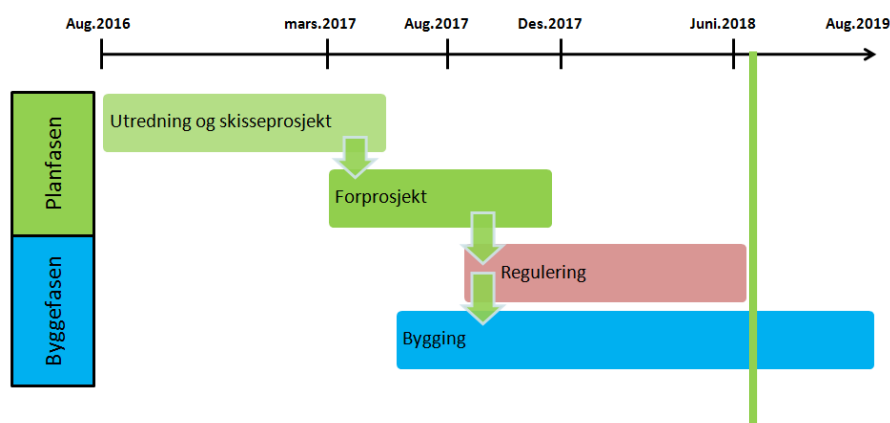 Aug.2016
mars.2017
Aug.2017
Des.2017
Juni.2018
Aug.2019
Planfasen
Utredning og skisseprosjekt
Forprosjekt
Byggefasen
Regulering
Bygging